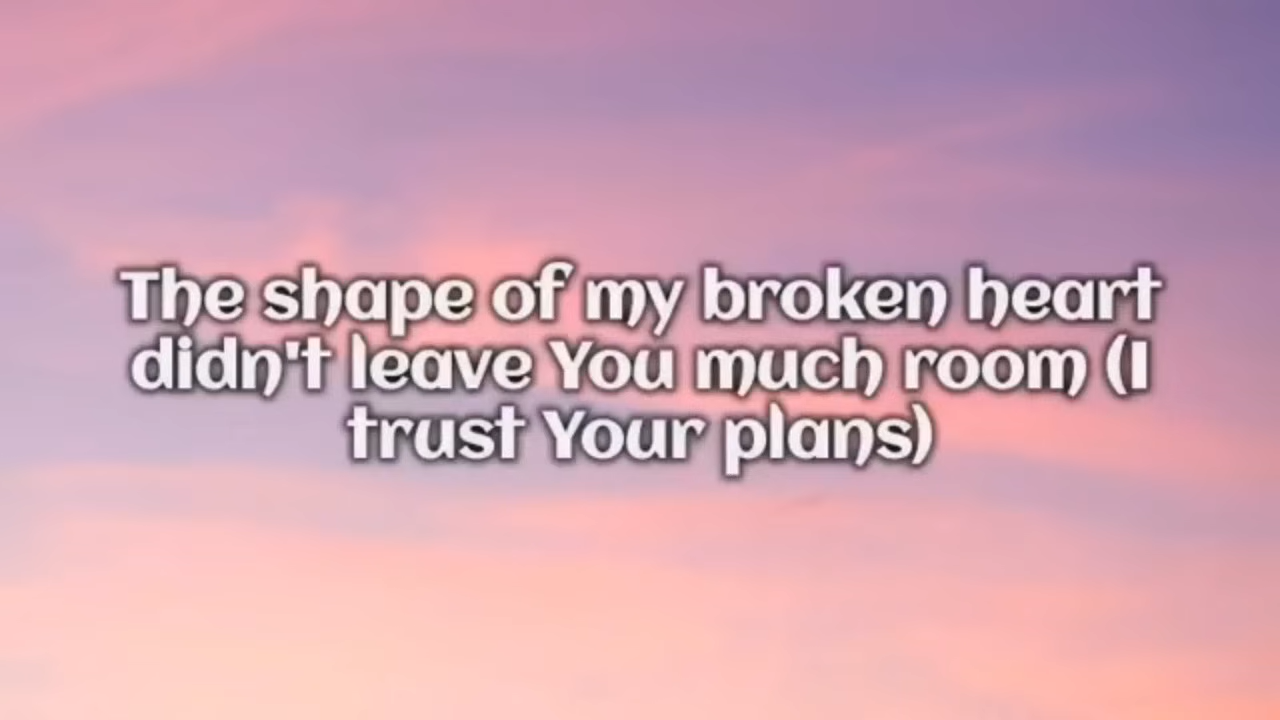 The shape of my broken heart
didn't leave You much room (I
trust Your plans)